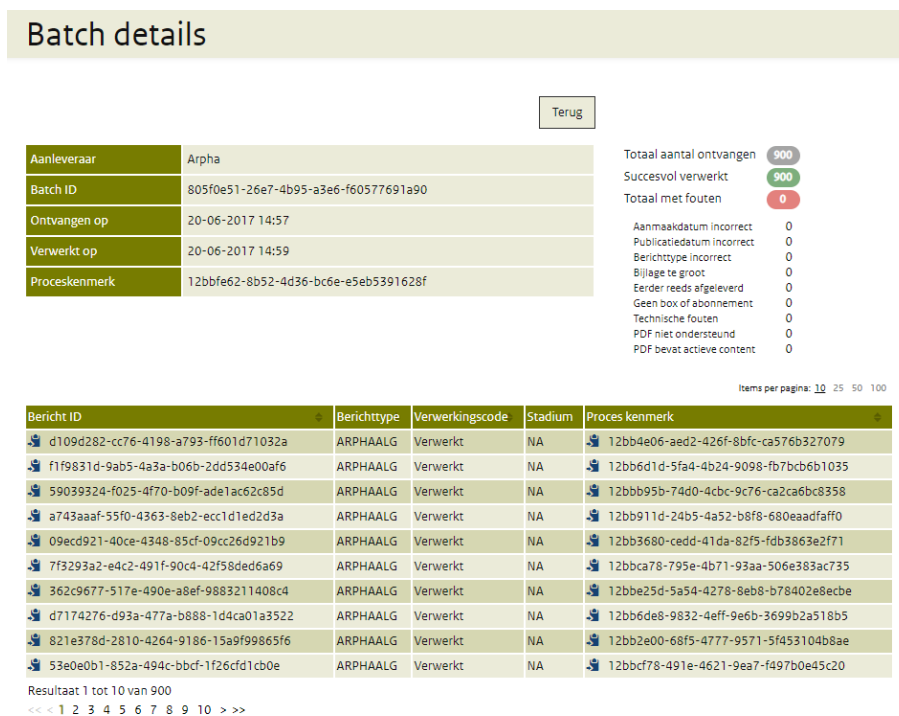 Batch details
Terug
Aanleveraar Arpha
Batch ID 805f0e51-26e7-4b95-a3e6-f60577691a90
Ontvangen op 20-06-2017 14:57
Verwerkt op 20-06-2017 14:59
Proceskenmerk 12bbfe62-8b52-4d36-bc6e-e5eb5391628f
Totaal aantal ontvangen 900
Succesvol verwerkt 900
Totaal met fouten 0
Aanmaakdatum incorrect 0
Publicatiedatum incorrect 0
Berichttype incorrect 0
Bijlage te groot 0
Eerder reeds afgeleverd 0
Geen box of abonnement 0
Technische fouten 0
PDF niet ondersteund 0
PDF bevat actieve content 0
Items per pagina: 10 25 50 100
Bericht ID Berichttype Verwerkingscode Stadium Proces kenmerk
d109d282-cc76-4198-a793-ff601d71032a ARPHAALG Verwerkt NA 12bb4e06-aed2-426f-8bfc-ca576b327079
f1f9831d-9ab5-4a3a-b06b-2dd534e00af6 ARPHAALG Verwerkt NA 12bb6d1d-5fa4-4b24-9098-fb7bcb6b1035
59039324-f025-4f70-b09f-ade1ac62c85d ARPHAALG Verwerkt NA 12bbb95b-74d0-4cbc-9c76-ca2ca6bc8358
a743aaaf-55f0-4363-8eb2-ecc1d1ed2d3a ARPHAALG Verwerkt NA 12bb911d-24b5-4a52-b8f8-680eaadfaff0
09ecd921-40ce-4348-85cf-09cc26d921b9 ARPHAALG Verwerkt NA 12bb3680-cedd-41da-82f5-fdb3863e2f71
7f3293a2-e4c2-491f-90c4-42f58ded6a69 ARPHAALG Verwerkt NA 12bbca78-795e-4b71-93aa-506e383ac735
362c9677-517e-490e-a8ef-9883211408c4 ARPHAALG Verwerkt NA 12bbe25d-5a54-4278-8eb8-b78402e8ecbe
d7174276-d93a-477a-b888-1d4ca01a3522 ARPHAALG Verwerkt NA 12bb6de8-9832-4eff-9e6b-3699b2a518b5
821e378d-2810-4264-9186-15a9f99865f6 ARPHAALG Verwerkt NA 12bb2e00-68f5-4777-9571-5f453104b8ae
53e0e0b1-852a-494c-bbcf-1f26cfd1cb0e ARPHAALG Verwerkt NA 12bbcf78-491e-4621-9ea7-f497b0e45c20
Resultaat 1 tot 10 van 900
<< < 1 2 3 4 5 6 7 8 9 10 > >>